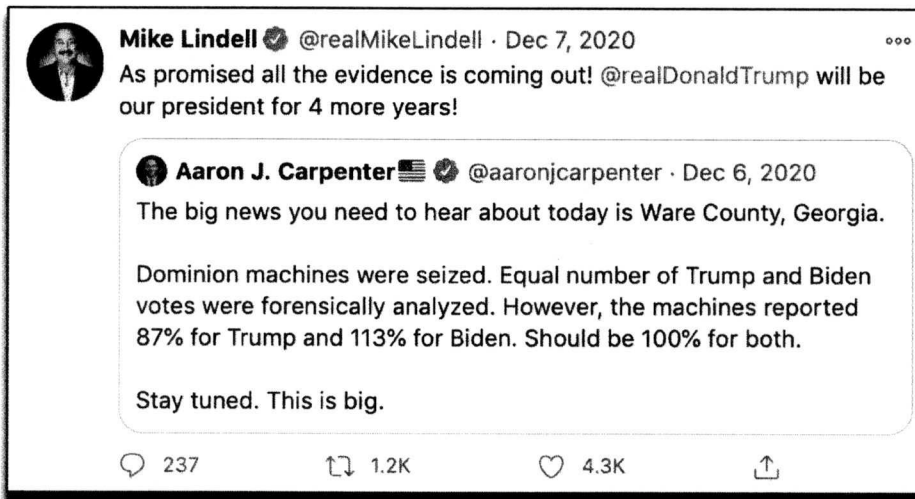 Mike Lindell @realMikeLindell · Dec 7, 2020
As promised all the evidence is coming out! @realDonaldTrump will be
our president for 4 more years!
Aaron J. Carpenter @aaronjcarpenter · Dec 6, 2020
The big news you need to hear about today is Ware County, Georgia.
Dominion machines were seized. Equal number of Trump and Biden
votes were forensically analyzed. However, the machines reported
87% for Trump and 113% for Biden. Should be 100% for both.
Stay tuned. This is big.
237 1.2K 4.3K